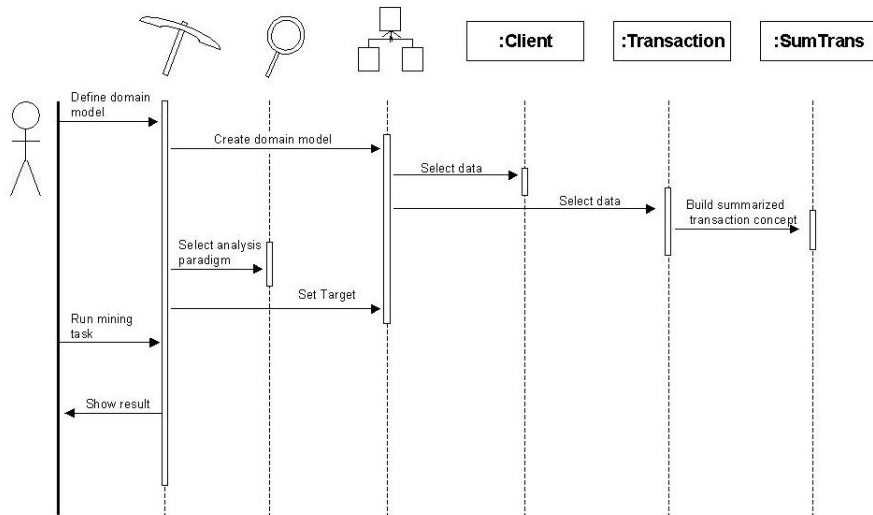 :Client
:Transaction
:SumTrans
Define domain
model
Create domain model
Select data
Select data
Build summarized
transaction concept
Select analysis
paradigm
Set Target
Run mining
task
Show result